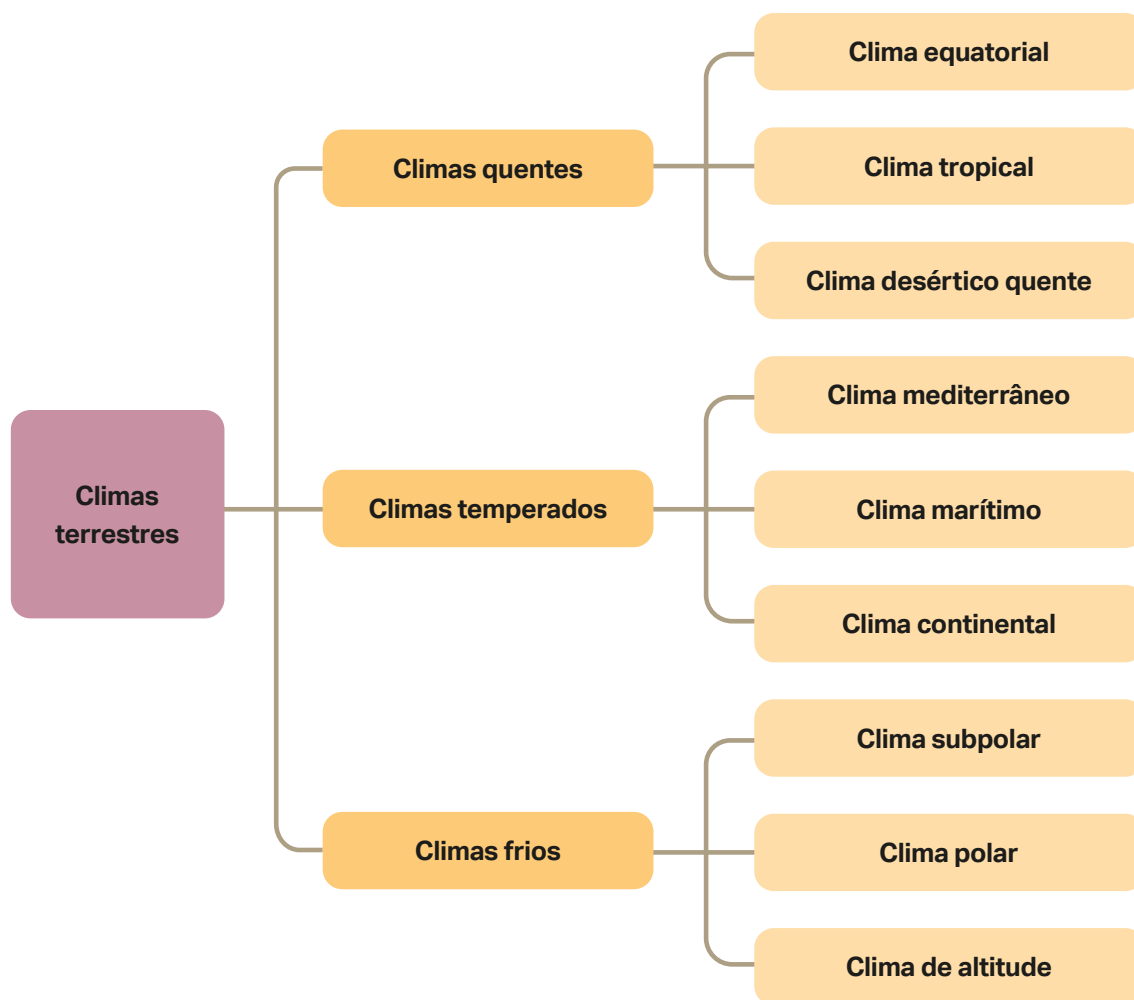 Climas
terrestres
Climas quentes
Clima equatorial
Clima tropical
Clima desértico quente
Climas temperados
Clima mediterrâneo
Clima marítimo
Clima continental
Climas frios
Clima subpolar
Clima polar
Clima de altitude